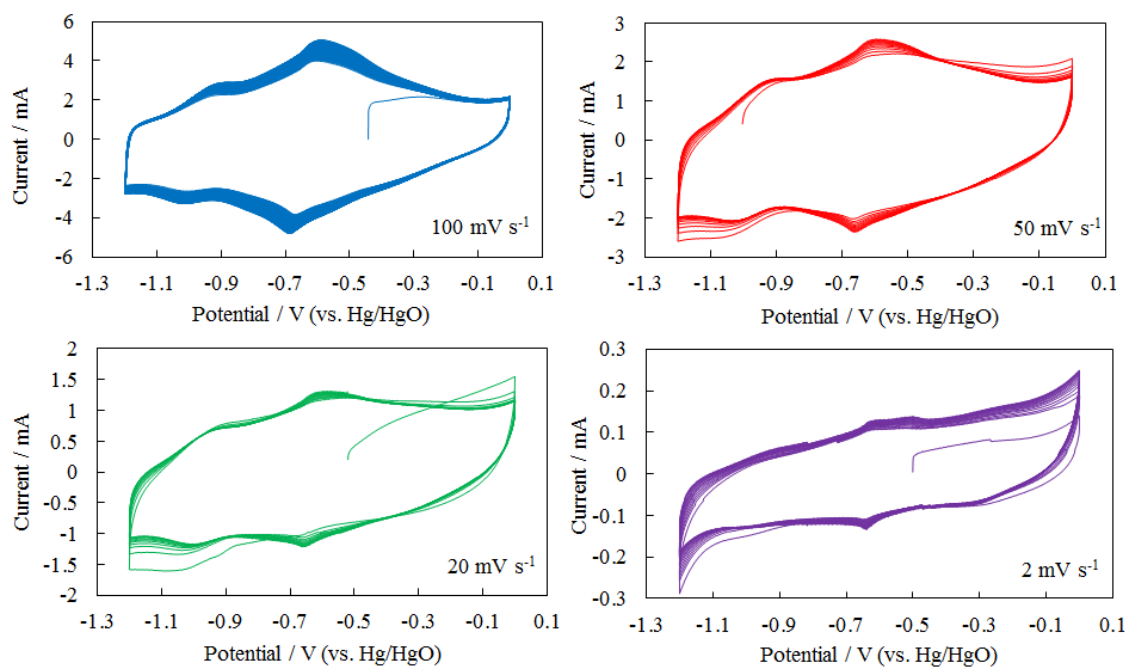 6
4
2
0
-2
-4
-6
Current / mA
100 mV s-1
-1.3 -1.1 -0.9 -0.7 -0.5 -0.3 -0.1 0.1
Potential / V (vs. Hg/HgO)
3
2
1
0
-1
-2
-3
Current / mA
50 mV s-1
-1.3 -1.1 -0.9 -0.7 -0.5 -0.3 -0.1 0.1
Potential / V (vs. Hg/HgO)
2
1.5
1
0.5
0
-0.5
-1
-1.5
-2
Current / mA
20 mV s-1
-1.3 -1.1 -0.9 -0.7 -0.5 -0.3 -0.1 0.1
Potential / V (vs. Hg/HgO)
0.3
0.2
0.1
0
-0.1
-0.2
-0.3
Current / mA
2 mV s-1
-1.3 -1.1 -0.9 -0.7 -0.5 -0.3 -0.1 0.1
Potential / V (vs. Hg/HgO)